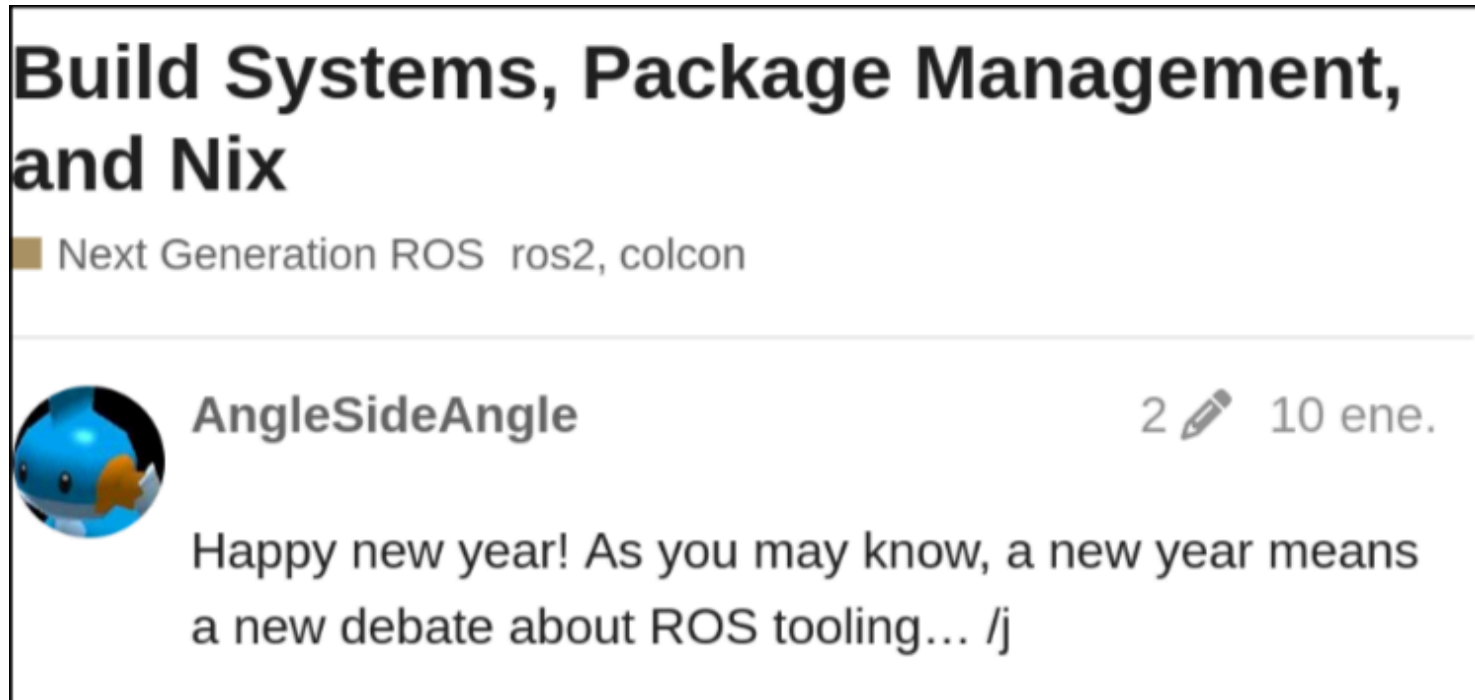 Build Systems, Package Management,
and Nix
Next Generation ROS ros2, colcon
AngleSideAngle 2 10 ene.
Happy new year! As you may know, a new year means
a new debate about ROS tooling… /j